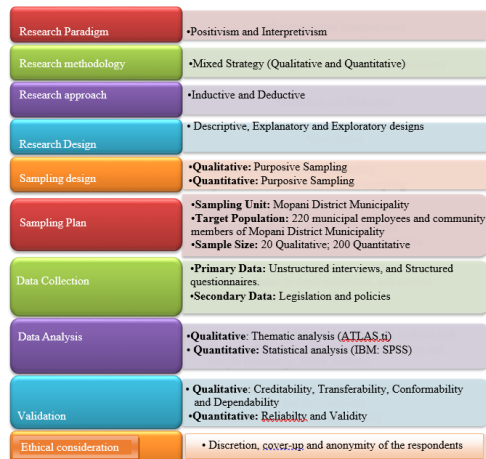 Research Paradigm
•Positivism and Interpretivism
Research methodology
•Mixed Strategy (Qualitative and Quantitative)
Research approach
•Inductive and Deductive
Research Design
• Descriptive, Explanatory and Exploratory designs
Sampling design
•Qualitative: Purposive Sampling
•Quantitative: Purposive Sampling
Sampling Plan
•Sampling Unit: Mopani District Municipality
•Target Population: 220 municipal employees and community
members of Mopani District Municipality
•Sample Size: 20 Qualitative; 200 Quantitative
Data Collection
•Primary Data: Unstructured interviews, and Structured
questionnaires.
•Secondary Data: Legislation and policies
Data Analysis
•Qualitative: Thematic analysis (ATLAS.ti)
• Quantitative: Statistical analysis (IBM: SPSS)
Validation
• Qualitative: Creditability, Transferability, Conformability
and Dependability
•Quantitative: Reliabilty and Validity
Ethical consideration
• Discretion, cover-up and anonymity of the respondents